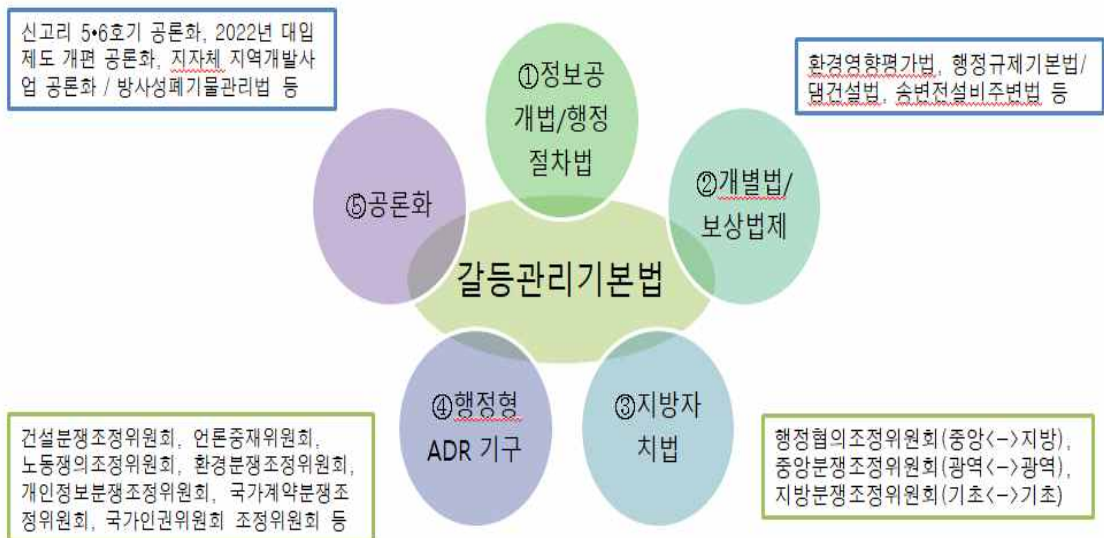 신고리 5•6호기 공론화, 2022년 대입
제도 개편 공론화, 지자체 지역개발사
업 공론화 / 방사성폐기물관리법 등
환경영향평가법, 행정규제기본법/
댐건설법, 송변전설비주변법 등
①정보공
개법/행정
절차법
⑤공론화
②개별법/
보상법제
갈등관리기본법
④행정형
ADR 기구
③지방자
치법
건설분쟁조정위원회, 언론중재위원회,
노동쟁의조정위원회, 환경분쟁조정위원회,
개인정보분쟁조정위원회, 국가계약분쟁조
정위원회, 국가인권위원회 조정위원회 등
행정협의조정위원회(중앙<->지방),
중앙분쟁조정위원회(광역<->광역),
지방분쟁조정위원회(기초<->기초)